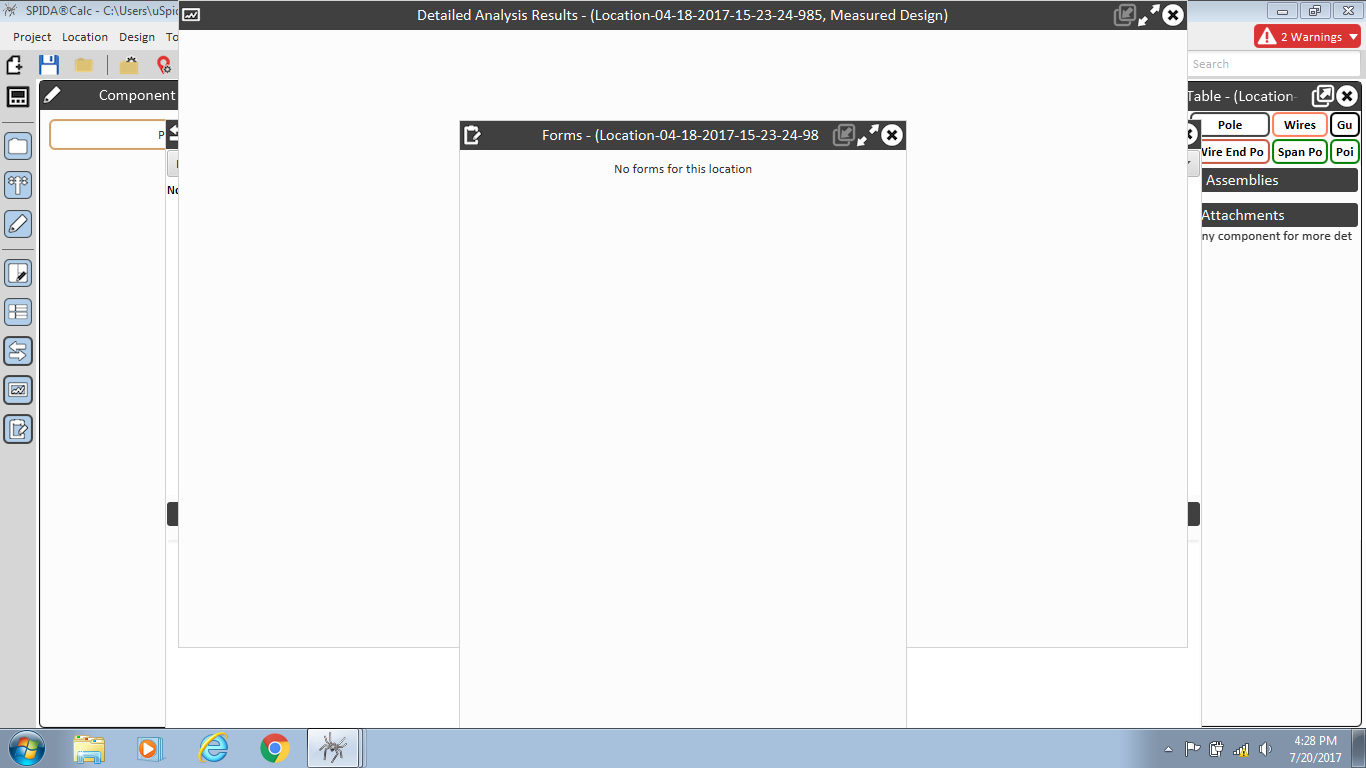 SPIDA®Calc - C:\Users\uSpid
Detailed Analysis Results - (Location-04-18-2017-15-23-24-985, Measured Design)
Project Location Design To
2 Warnings
Search
Component
Forms - (Location-04-18-2017-15-23-24-98
Table - (Location-
P
No forms for this location
No
Pole Wires Gu
Wire End Po Span Po Poi
Assemblies
Attachments
ny component for more det
4:28 PM
7/20/2017